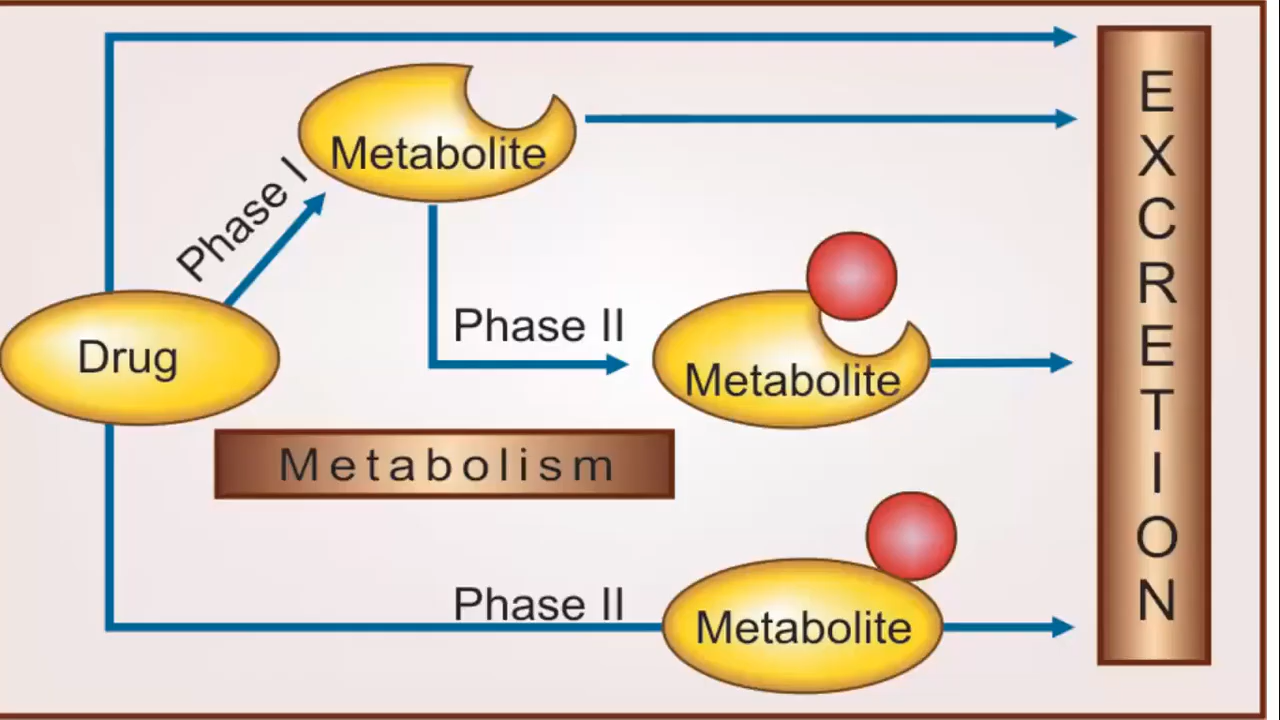 Metabolite
Phase I
Drug
Phase II
Metabolite
Metabolism
Phase II
Metabolite
EXCRETION